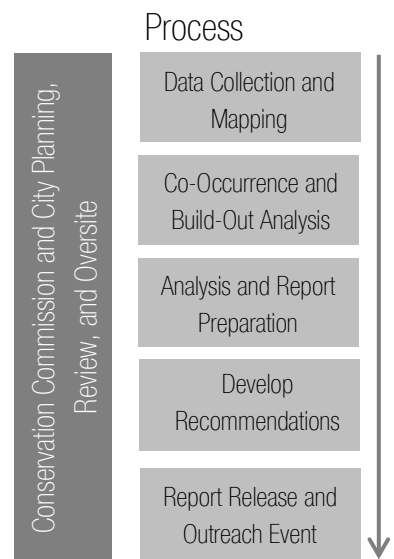 Process
Conservation Commission and City Planning,
Review, and Oversite
Data Collection and
Mapping
Co-Occurrence and
Build-Out Analysis
Analysis and Report
Preparation
Develop
Recommendations
Report Release and
Outreach Event